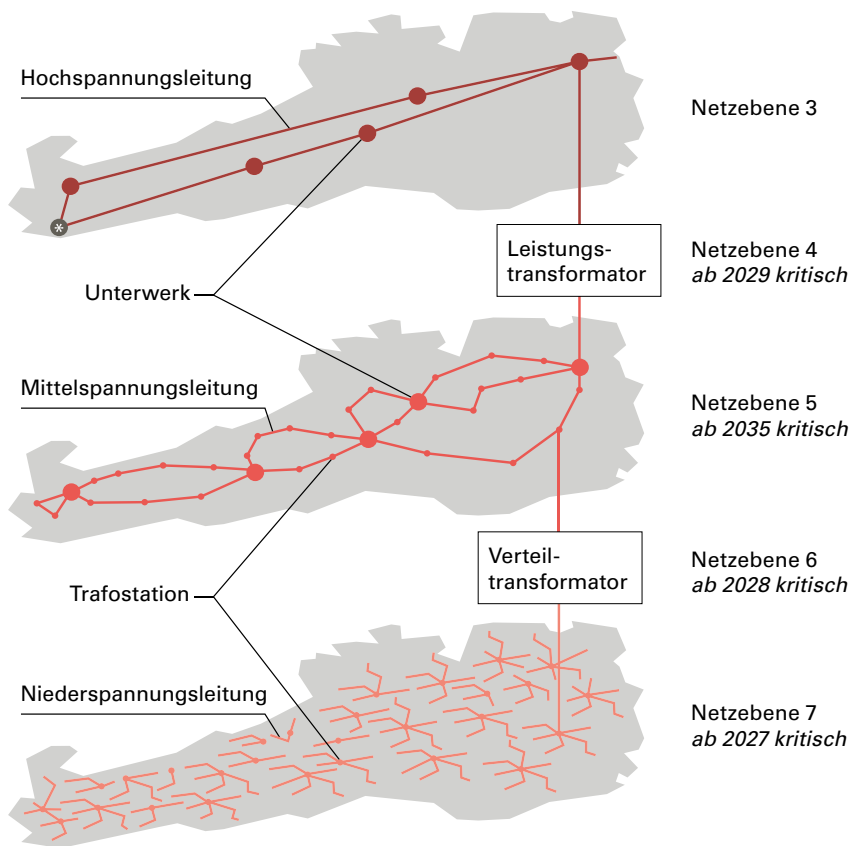 Hochspannungsleitung
Netzebene 3
*
Leistungs-
transformator
Netzebene 4
ab 2029 kritisch
Unterwerk
Mittelspannungsleitung
Netzebene 5
ab 2035 kritisch
Verteil-
transformator
Netzebene 6
ab 2028 kritisch
Trafostation
Niederspannungsleitung
Netzebene 7
ab 2027 kritisch